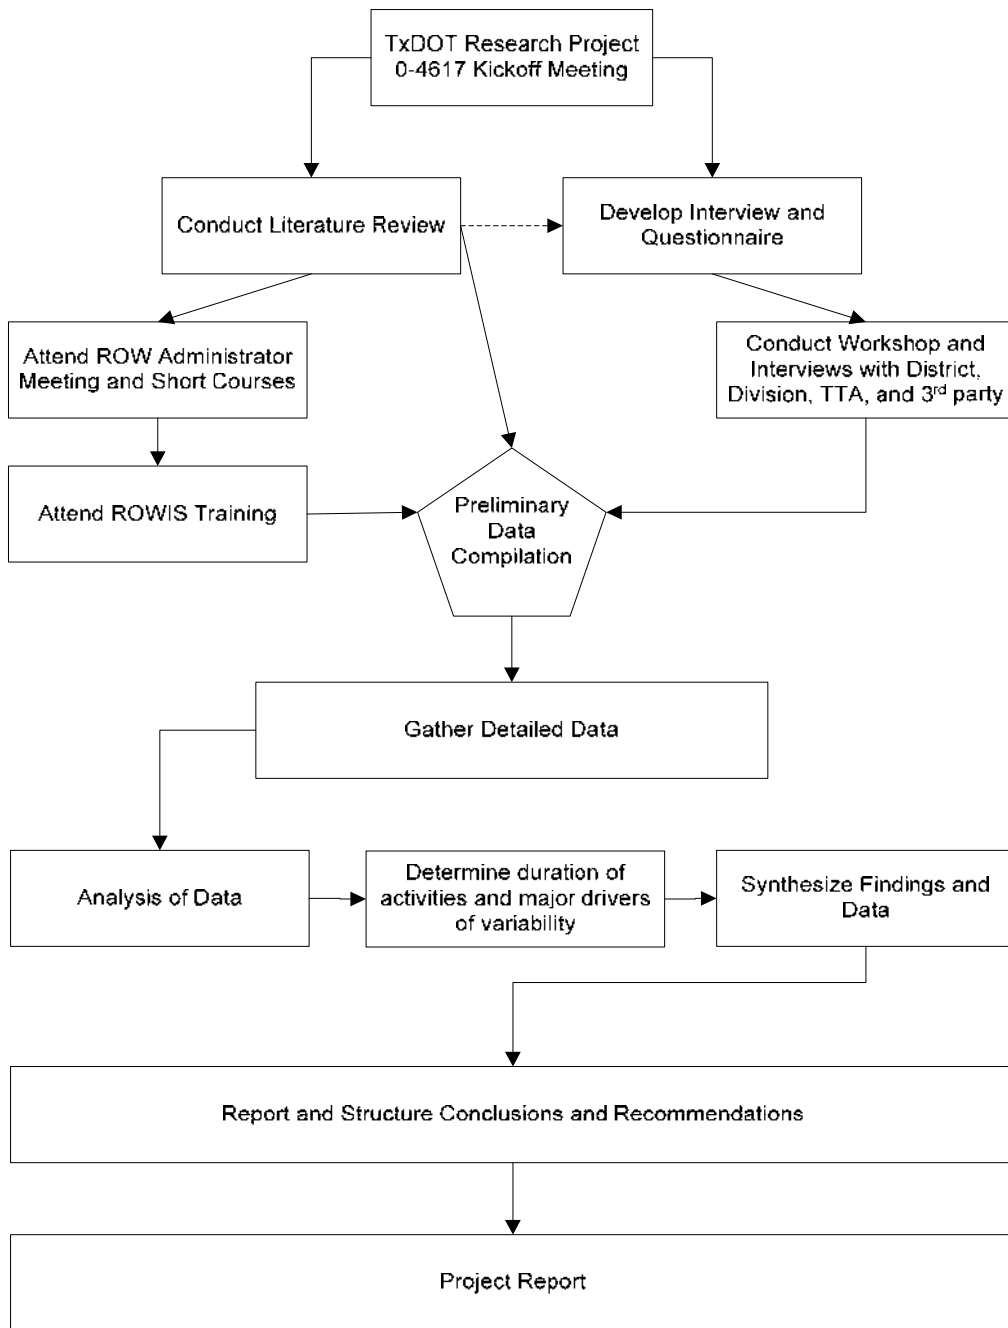 TxDOT Research Project
0-4617 Kickoff Meeting
Conduct Literature Review
Develop Interview and
Questionnaire
Attend ROW Administrator
Meeting and Short Courses
Conduct Workshop and
Interviews with District,
Division, TTA, and 3rd party
Attend ROWIS Training
Preliminary
Data
Compilation
Gather Detailed Data
Analysis of Data
Determine duration of
activities and major drivers
of variability
Synthesize Findings and
Data
Report and Structure Conclusions and Recommendations
Project Report